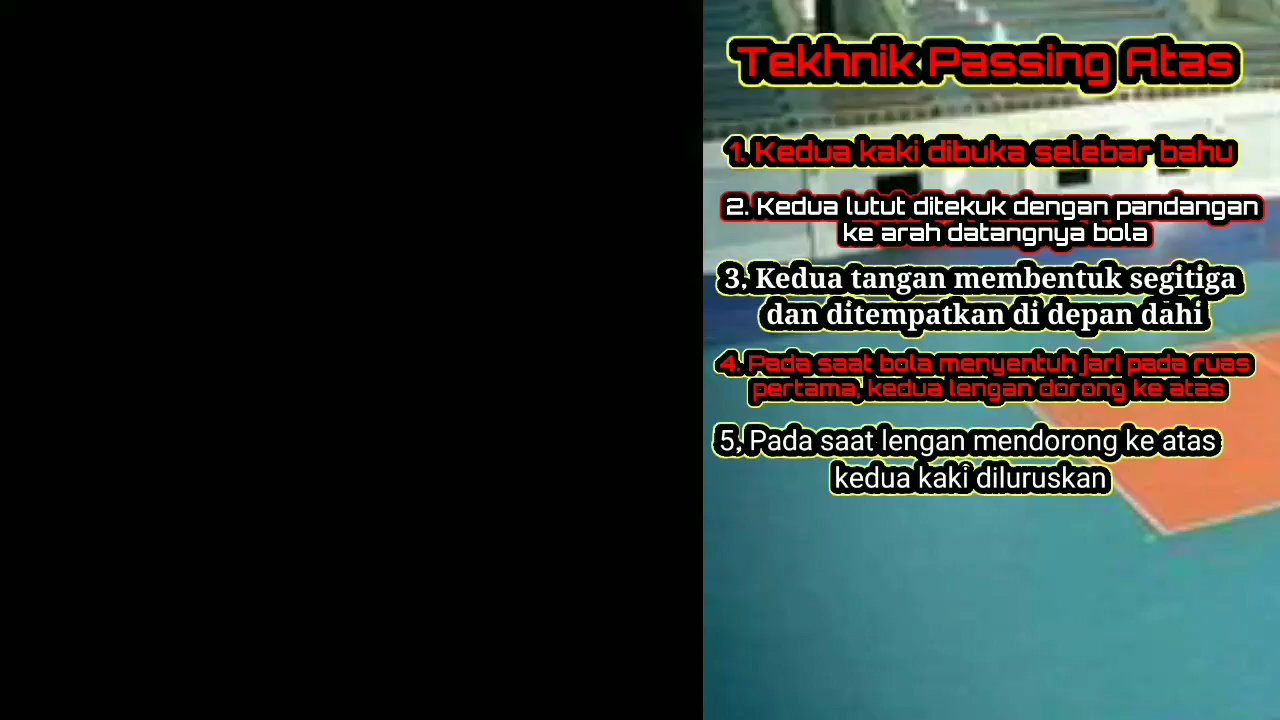 Tekhnik Passing Atas
1. Kedua kaki dibuka selebar bahu
2. Kedua lutut ditekuk dengan pandangan
ke arah datangnya bola
3, Kedua tangan membentuk segitiga
dan ditempatkan di depan dahi
4. Pada saat bola menyentuh jari pada ruas
pertama, kedua lengan dorong ke atas
5, Pada saat lengan mendorong ke atas
kedua kaki diluruskan